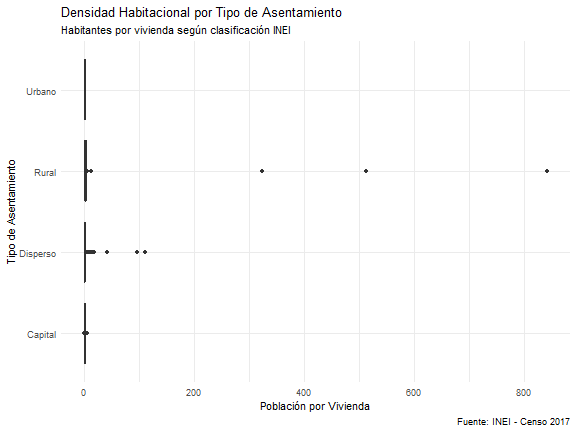 Densidad Habitacional por Tipo de Asentamiento
Habitantes por vivienda según clasificación INEI
Tipo de Asentamiento
Urbano
Rural
Disperso
Capital
0
200
400
600
800
Población por Vivienda
Fuente: INEI - Censo 2017